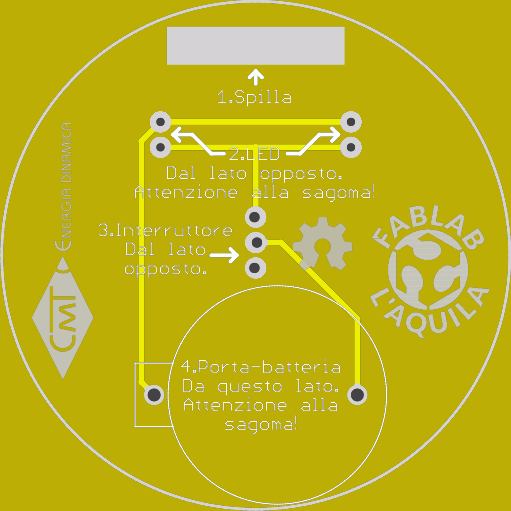 1.Spilla
2.LED
Dal lato opposto.
Attenzione alla sagoma!
3.Interruttore
Dal lato
opposto.
ENERGIA DINAMICA
CMT
FABLAB
L'AQUILA
4.Porta-batteria
Da questo lato.
Attenzione alla
sagoma!